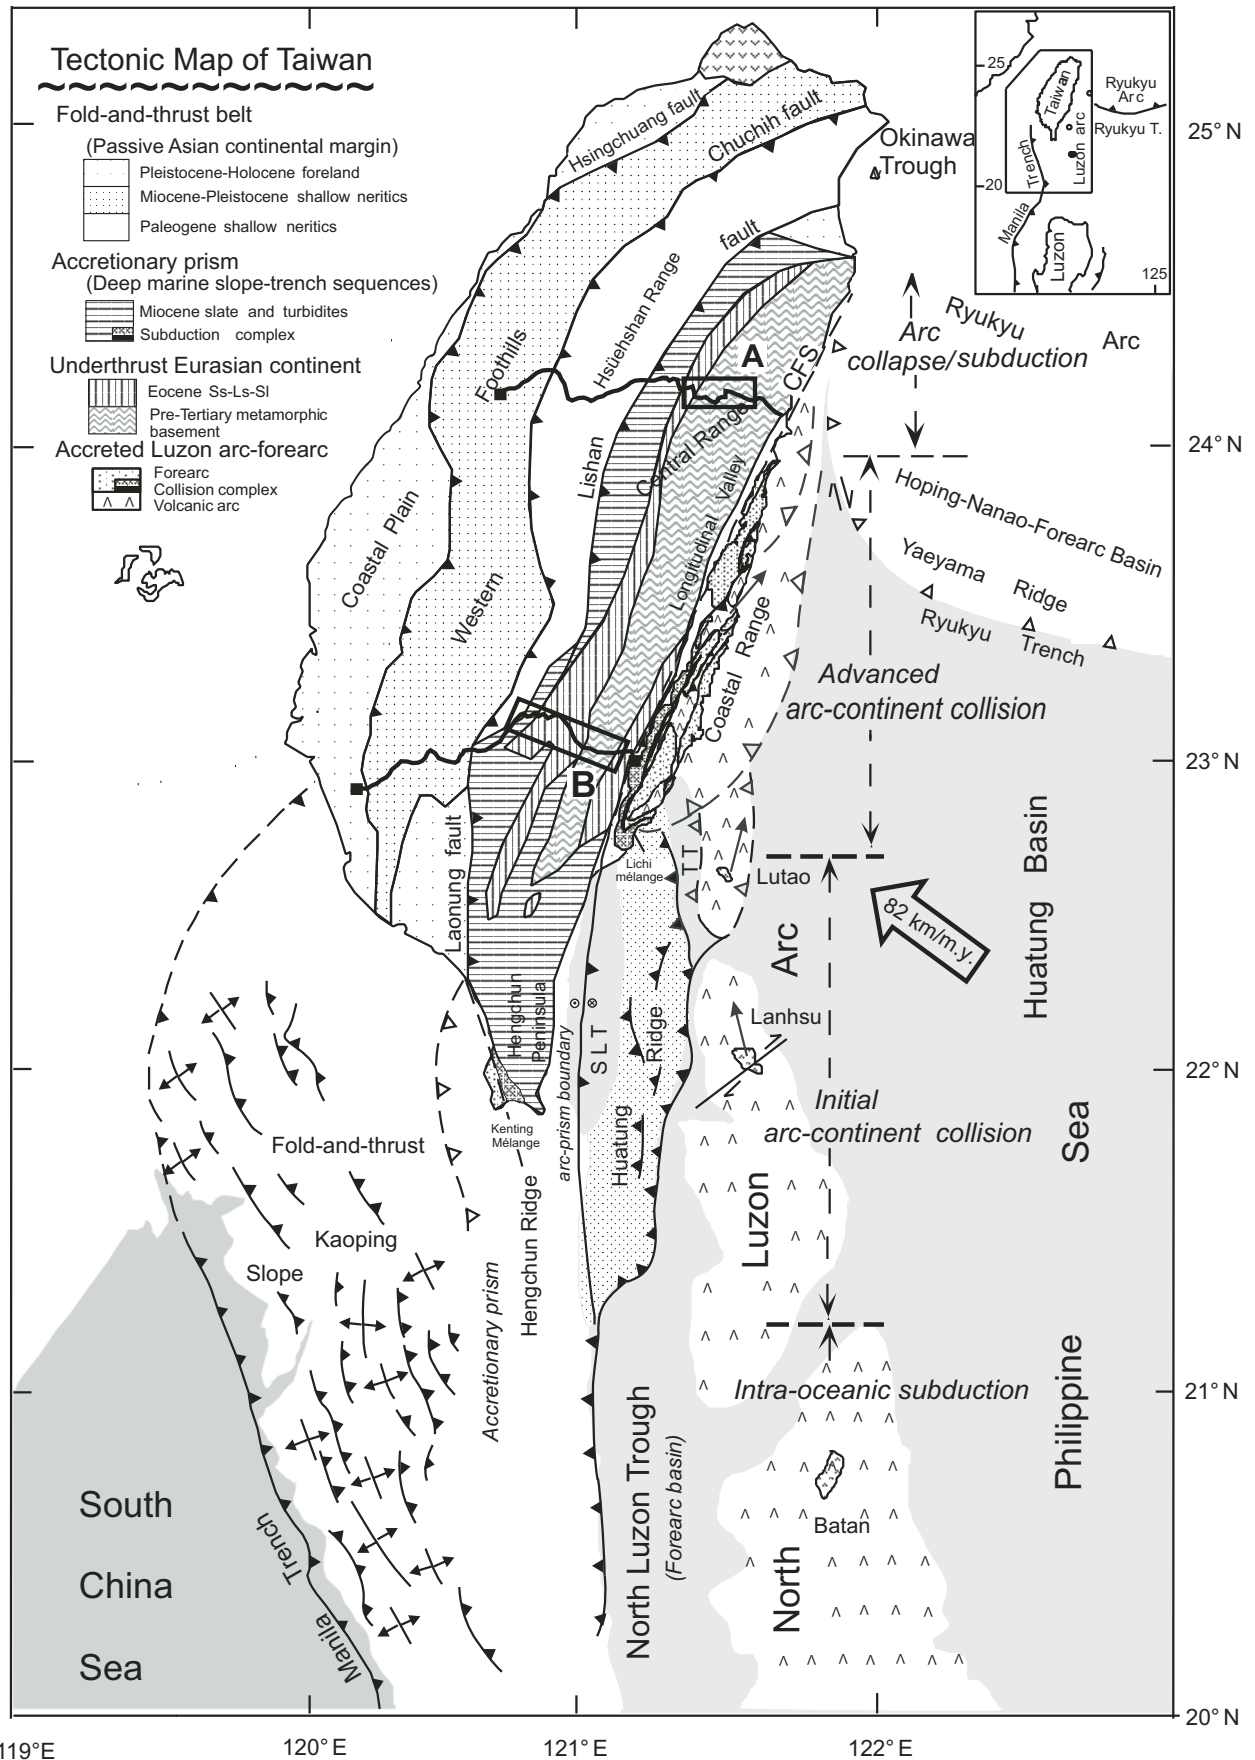 Tectonic Map of Taiwan
Fold-and-thrust belt
(Passive Asian continental margin)
Pleistocene-Holocene foreland
Miocene-Pleistocene shallow neritics
Paleogene shallow neritics
Accretionary prism
(Deep marine slope-trench sequences)
Miocene slate and turbidites
Subduction complex
Underthrust Eurasian continent
Eocene Ss-Ls-Sl
Pre-Tertiary metamorphic
basement
Accreted Luzon arc-forearc
Forearc
Collision complex
Volcanic arc
25
20
125
Taiwan
Ryukyu
Arc
Ryukyu T.
Luzon arc
Trench
Manila
Luzon
Hsingchuang fault
Chuchih fault
Okinawa
Trough
25° N
fault
Hsüehshan Range
Foothills
A
CFS
Ryukyu
Arc
Arc
collapse/subduction
24° N
Lishan
Central Range
Longitudinal Valley
Coastal Plain
Western
Hoping-Nanao-Forearc Basin
Yaeyama
Ridge
Ryukyu
Trench
Coastal Range
Advanced
arc-continent collision
23° N
B
Laonung fault
Lichi
mélange
TT
Lutao
82 km/m.y.
Huatung Basin
Arc
Hengchun
Peninsula
arc-prism boundary
SLT
Ridge
Huatung
Lanhsu
22° N
Initial
arc-continent collision
Sea
Kenting
Mélange
Fold-and-thrust
Kaoping
Slope
Hengchun Ridge
Accretionary prism
Luzon
21° N
Intra-oceanic subduction
Philippine
North Luzon Trough
(Forearc basin)
Batan
North
South
China
Sea
Trench
Manila
20° N
119°E
120° E
121° E
122° E